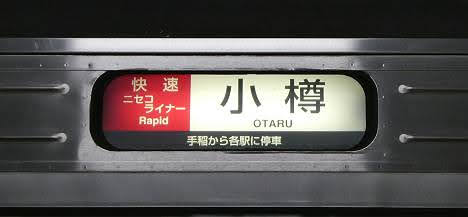 快速
ニセコ
ライナー
Rapid
小樽
OTARU
手稲から各駅に停車